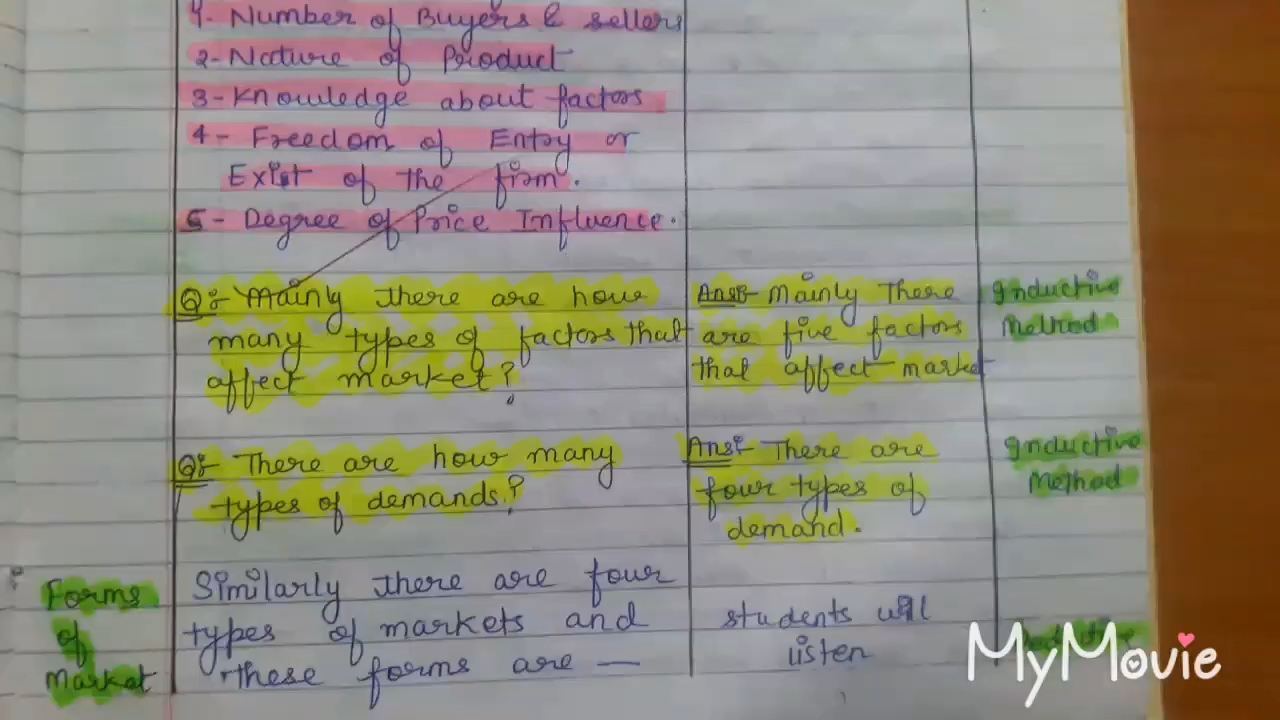 1- Number of Buyers & sellers
2- Nature of Product
3- Knowledge about factors
4- Freedom of Entry or
Exist of the firm.
5- Degree of Price Influence.
Q:- Mainly there are how
many types of factors that
affect market?
Ans:- Mainly There
are five factors
that affect market
Inductive
Method
Q:- There are how many
types of demands?
Ans:- There are
four types of
demand.
Inductive
Method
Forms
of
Market
Similarly there are four
types of markets and
these forms are —
students will
listen
MyMovie